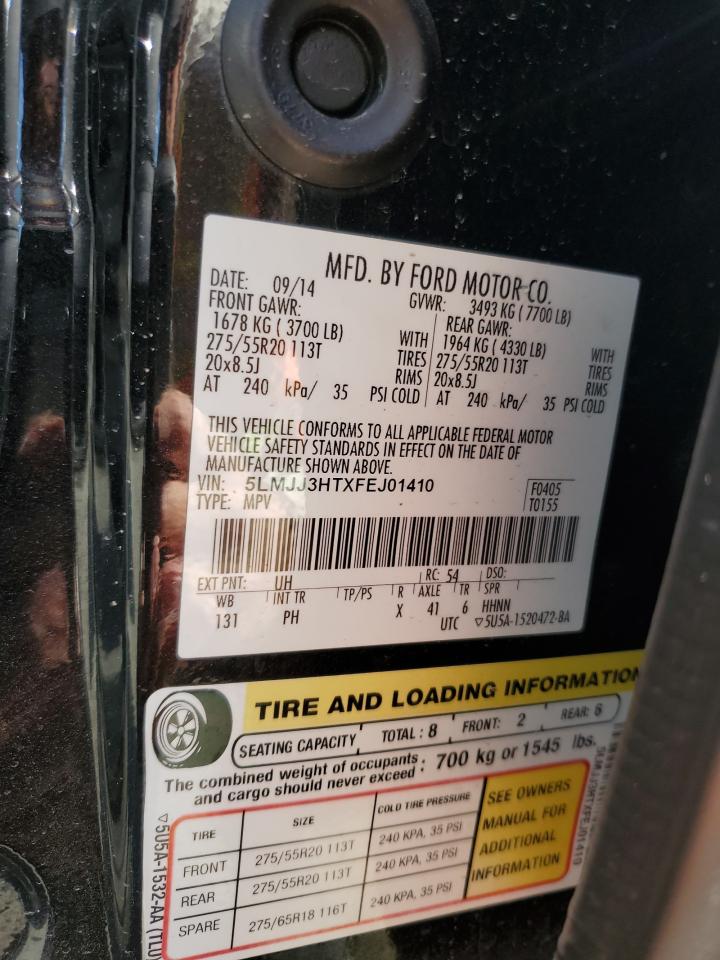 MFD. BY FORD MOTOR CO.
DATE: 09/14 GVWR: 3493 KG ( 7700 LB)
FRONT GAWR: REAR GAWR:
1678 KG ( 3700 LB) WITH 1964 KG ( 4330 LB) WITH
275/55R20 113T TIRES 275/55R20 113T TIRES
20x8.5J RIMS 20x8.5J RIMS
AT 240 kPa/ 35 PSI COLD AT 240 kPa/ 35 PSI COLD
THIS VEHICLE CONFORMS TO ALL APPLICABLE FEDERAL MOTOR
VEHICLE SAFETY STANDARDS IN EFFECT ON THE DATE OF
MANUFACTURE SHOWN ABOVE.
VIN: 5LMJJ3HTXFEJ01410 F0405
TYPE: MPV T0155
EXT PNT: UH RC: 54 DSO:
WB INT TR TP/PS R AXLE TR SPR
131 PH X 41 6 HHNN
UTC ▽5U5A-1520472-BA
TIRE AND LOADING INFORMATION
SEATING CAPACITY TOTAL : 8 FRONT: 2 REAR: 6
The combined weight of occupants and cargo should never exceed : 700 kg or 1545 lbs.
TIRE SIZE COLD TIRE PRESSURE
FRONT 275/55R20 113T 240 KPA, 35 PSI
REAR 275/55R20 113T 240 KPA, 35 PSI
SPARE 275/65R18 116T 240 KPA, 35 PSI
SEE OWNERS
MANUAL FOR
ADDITIONAL
INFORMATION
▽5U5A-1532-AA (TLU)
5LMJJ3HTXFEJ01410